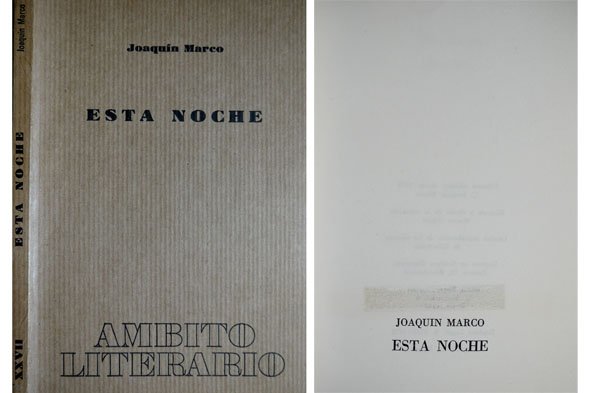 Joaquín Marco
ESTA NOCHE
XXVII
Joaquín Marco
ESTA NOCHE
AMBITO
LITERARIO
JOAQUIN MARCO
ESTA NOCHE